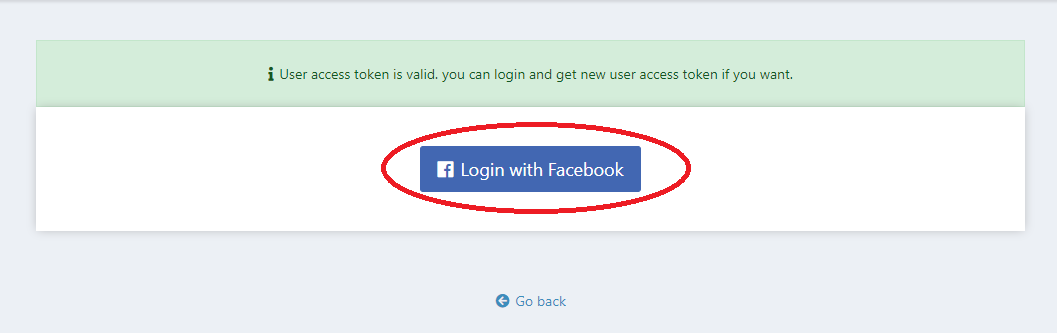 User access token is valid. you can login and get new user access token if you want.
Login with Facebook
Go back